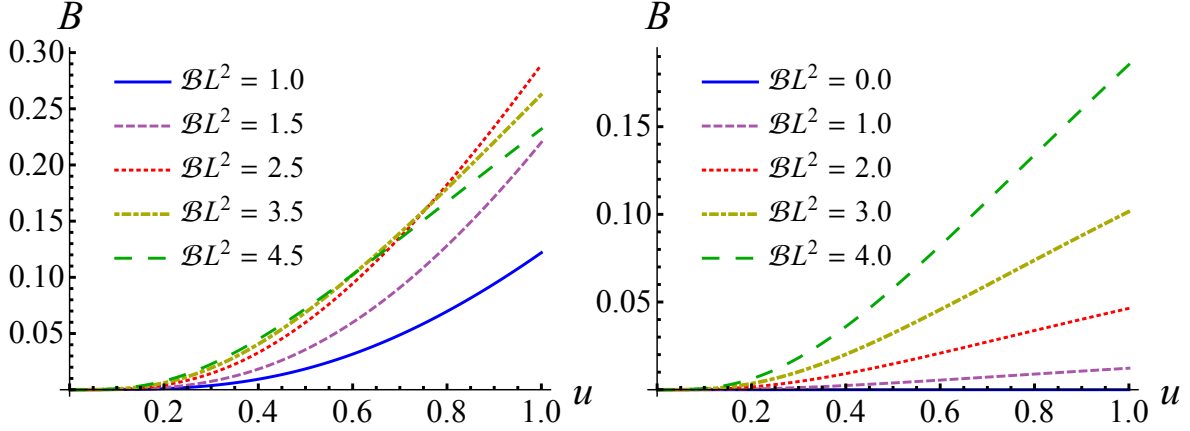 B
0.30
0.25
0.20
0.15
0.10
0.05
ℬL² = 1.0
ℬL² = 1.5
ℬL² = 2.5
ℬL² = 3.5
ℬL² = 4.5
0.2 0.4 0.6 0.8 1.0 u
B
0.15
0.10
0.05
ℬL² = 0.0
ℬL² = 1.0
ℬL² = 2.0
ℬL² = 3.0
ℬL² = 4.0
0.2 0.4 0.6 0.8 1.0 u